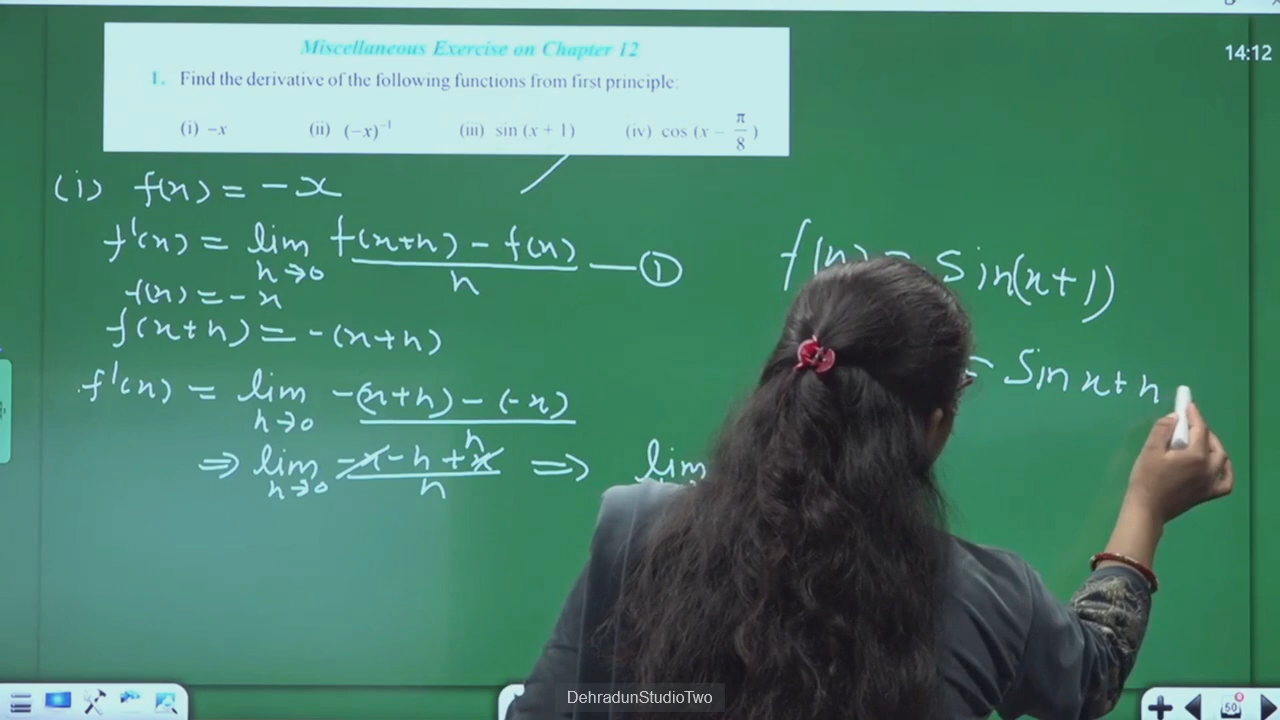 Miscellaneous Exercise on Chapter 12
14:12
1. Find the derivative of the following functions from first principle:
(i) −x (ii) (−x)⁻¹ (iii) sin (x + 1) (iv) cos (x − π/8)
(i) f(x) = −x
f'(x) = lim h→0 f(x+h) − f(x) / h — ①
f(x) = −x
f(x+h) = −(x+h)
f'(x) = lim h→0 −(x+h) − (−x) / h
⇒ lim h→0 −x − h + x / h ⇒ lim
f(x) = Sin(x+1)
= Sin x+h
50
DehradunStudioTwo